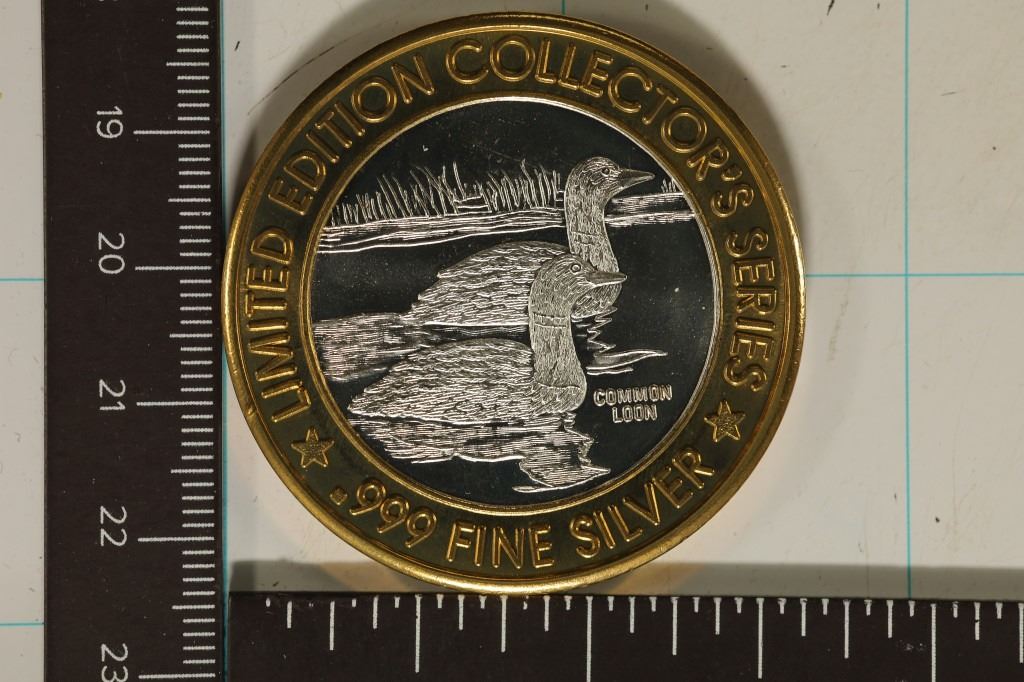 LIMITED EDITION COLLECTOR'S SERIES
COMMON
LOON
.999 FINE SILVER
19
20
21
22
23